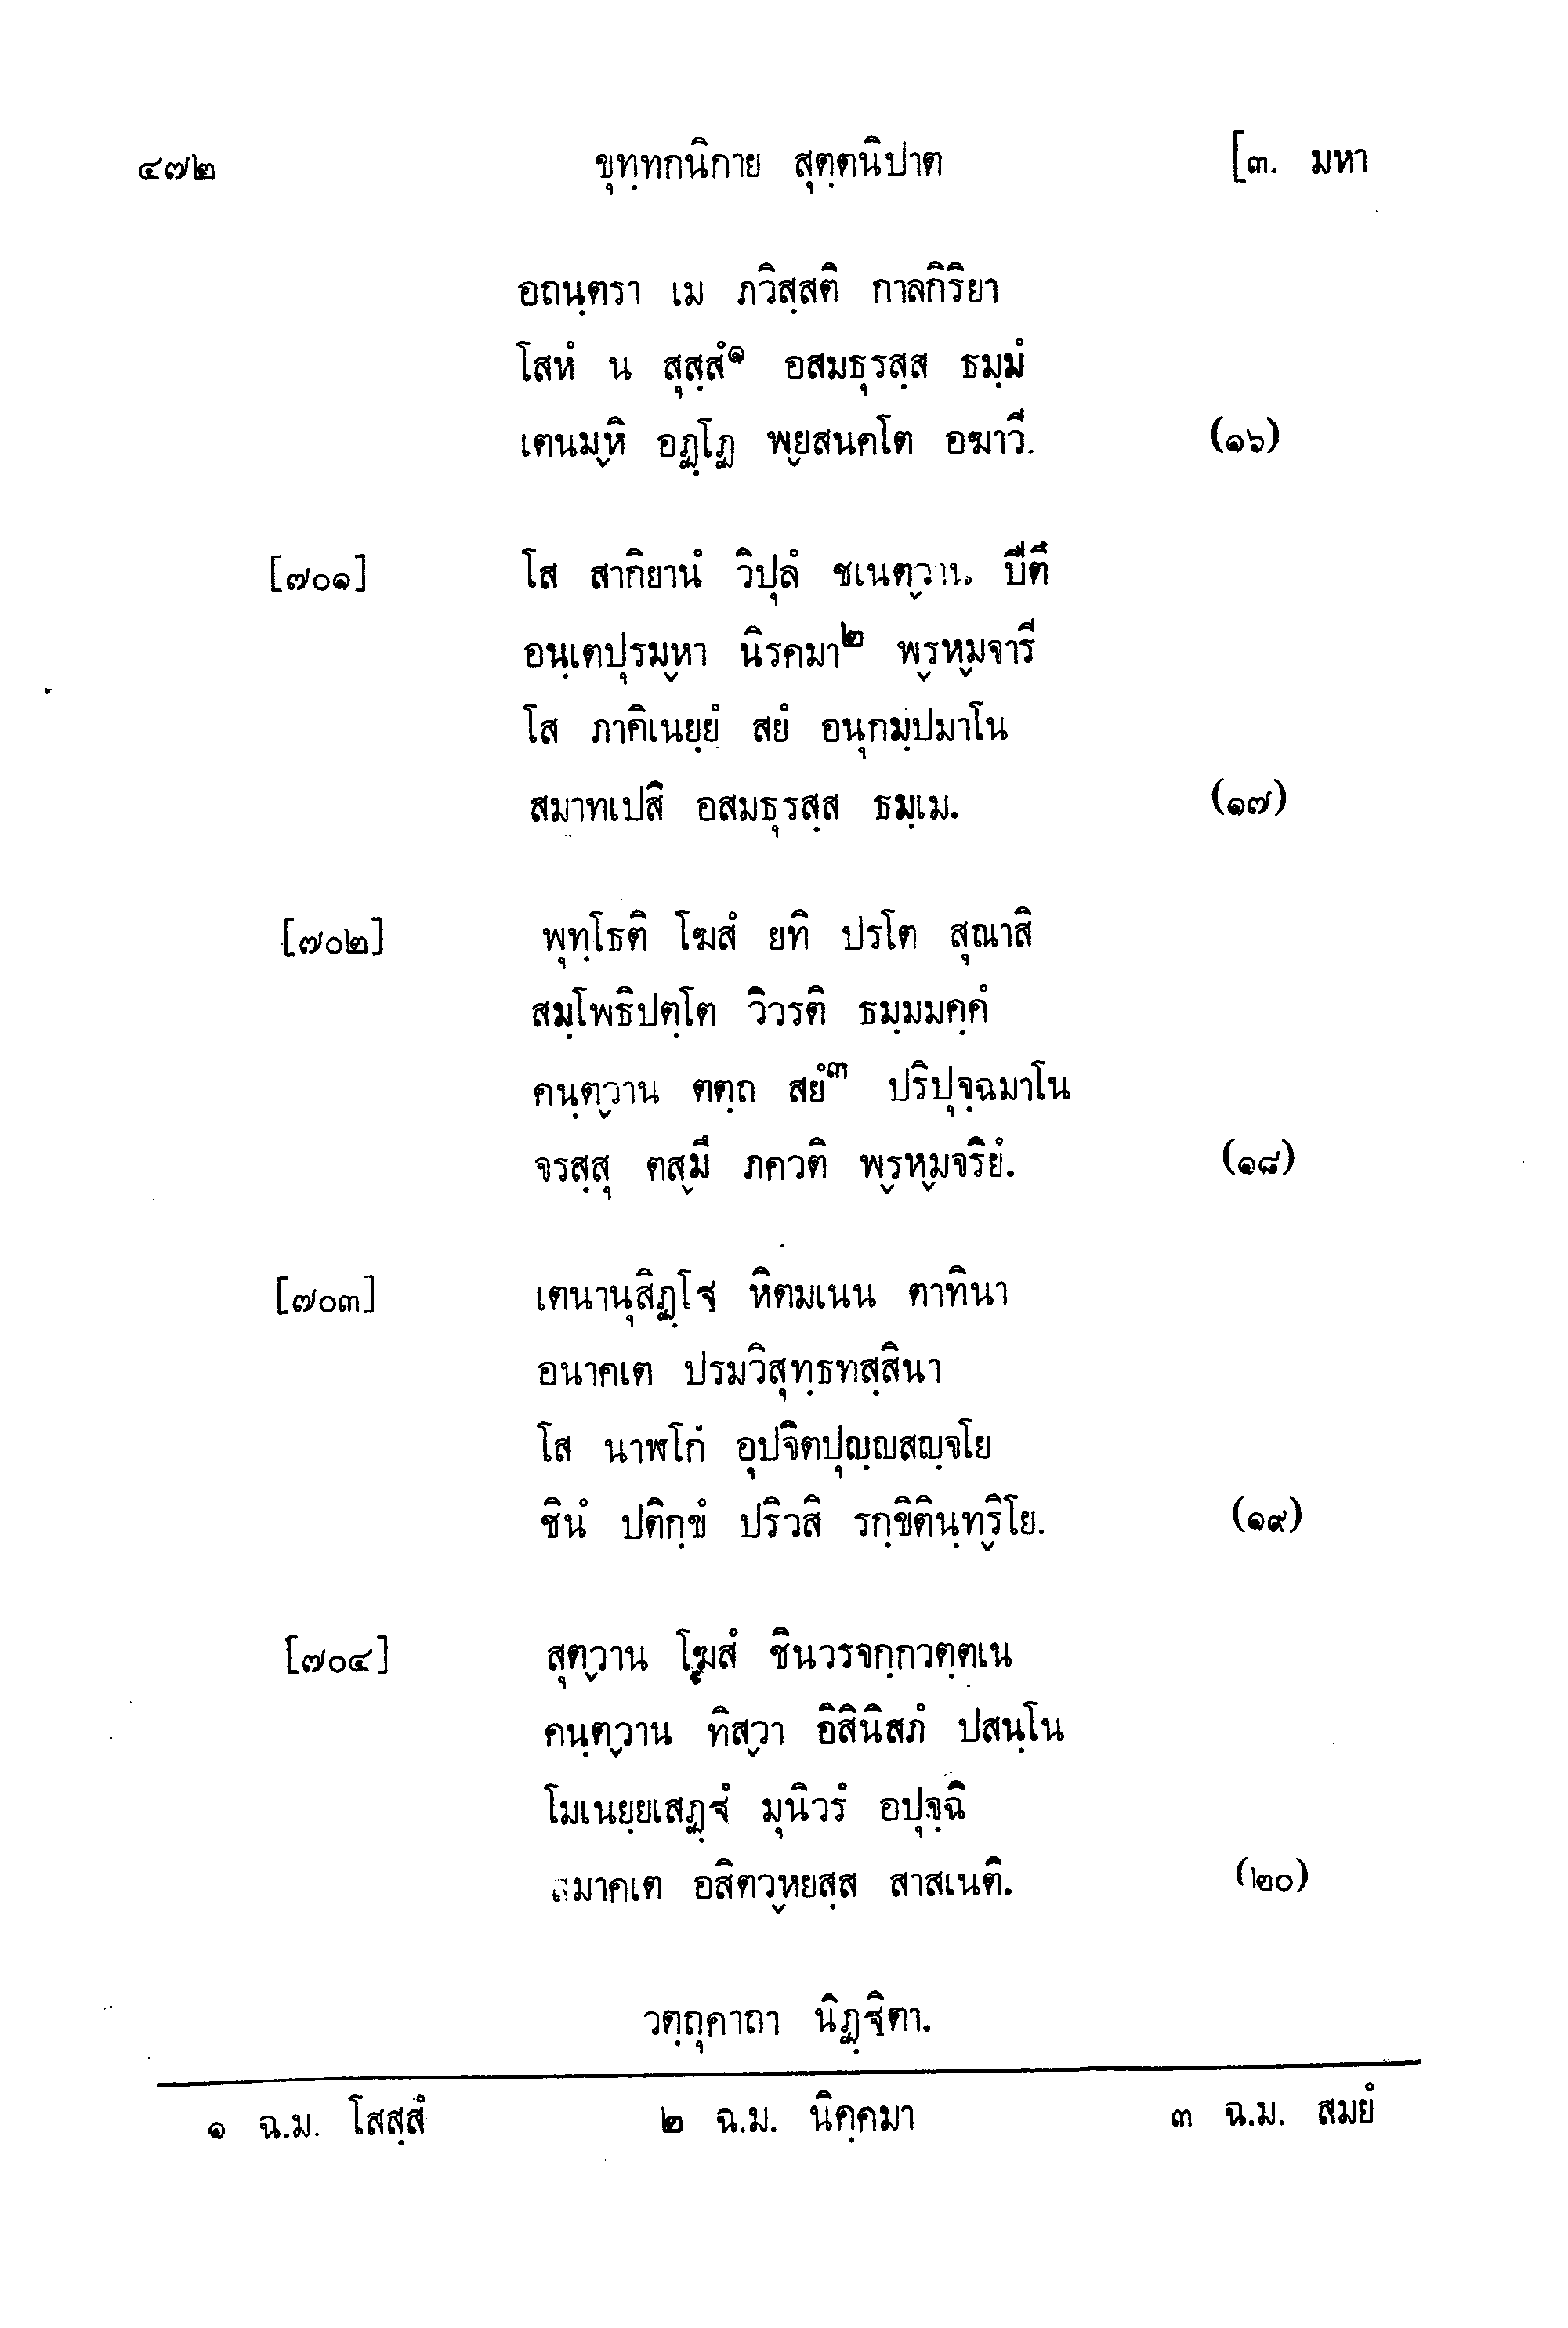 ๔๗๒ ขุทฺทกนิกาย สุตฺตนิปาต [๓. มหา
อถนฺตรา เม ภวิสฺสติ กาลกิริยา
โสหํ น สุสฺสํ๑ อสมธุรสฺส ธมฺมํ
เตนมฺหิ อฏฺโฏ พฺยสนคโต อฆาวี. (๑๖)
[๗๐๑] โส สากิยานํ วิปุลํ ชเนตฺวาน ปีตึ
อนฺเตปุรมฺหา นิรคมา๒ พฺรหฺมจารี
โส ภาคิเนยฺยํ สยํ อนุกมฺปมาโน
สมาทเปสิ อสมธุรสฺส ธมฺเม. (๑๗)
[๗๐๒] พุทฺโธติ โฆสํ ยทิ ปรโต สุณาสิ
สมฺโพธิปตฺโต วิวรติ ธมฺมมคฺคํ
คนฺตฺวาน ตตฺถ สยํ๓ ปริปุจฺฉมาโน
จรสฺสุ ตสฺมึ ภควติ พฺรหฺมจริยํ. (๑๘)
[๗๐๓] เตนานุสิฏฺโฐ หิตมเนน ตาทินา
อนาคเต ปรมวิสุทฺธทสฺสินา
โส นาฬโก อุปจิตปุญฺญสญฺจโย
ชินํ ปติกฺขํ ปริวสิ รกฺขิตินฺทฺริโย. (๑๙)
[๗๐๔] สุตฺวาน โฆสํ ชินวรจกฺกวตฺตเน
คนฺตฺวาน ทิสฺวา อิสินิสภํ ปสนฺโน
โมเนยฺยเสฏฺฐํ มุนิวรํ อปุจฺฉิ
สมาคเต อสิตวฺหยสฺส สาสเนติ. (๒๐)
วตฺถุคาถา นิฏฺฐิตา.
๑ ฉ.ม. โสสฺสํ ๒ ฉ.ม. นิคฺคมา ๓ ฉ.ม. สมยํ